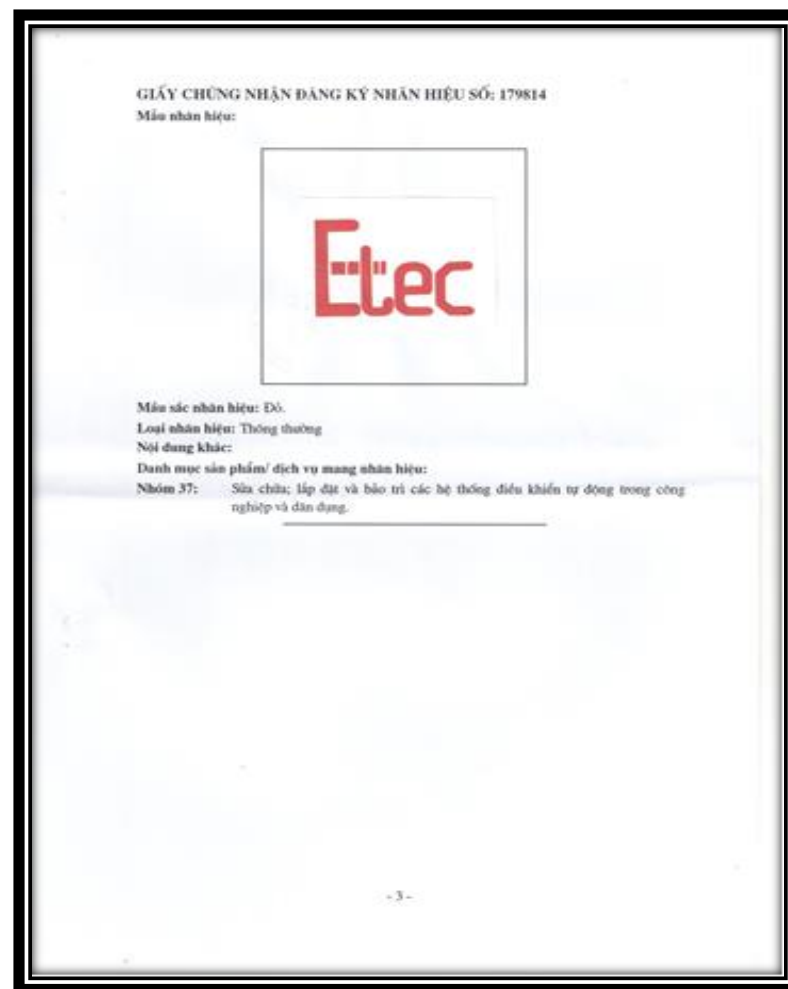 GIẤY CHỨNG NHẬN ĐĂNG KÝ NHÃN HIỆU SỐ: 179814
Mẫu nhãn hiệu:
Etec
Mầu sắc nhãn hiệu: Đỏ.
Loại nhãn hiệu: Thông thường
Nội dung khác:
Danh mục sản phẩm/ dịch vụ mang nhãn hiệu:
Nhóm 37: Sửa chữa; lắp đặt và bảo trì các hệ thống điều khiển tự động trong công
nghiệp và dân dụng.
- 3 -